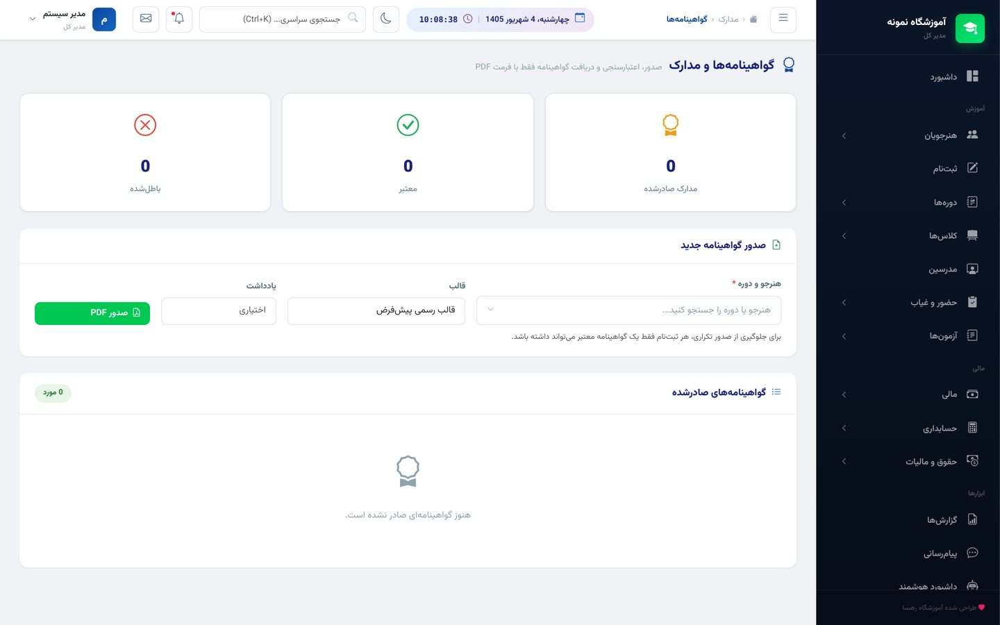 آموزشگاه نمونه
مدیر کل
داشبورد
آموزش
هنرجویان
ثبت‌نام
دوره‌ها
کلاس‌ها
مدرسین
حضور و غیاب
آزمون‌ها
مالی
مالی
حسابداری
حقوق و مالیات
ابزارها
گزارش‌ها
پیام‌رسانی
داشبورد هوشمند
طراحی شده آموزشگاه رهسا
مدارک ‹ گواهینامه‌ها
چهارشنبه، 4 شهریور 1405 | 10:08:38
جستجوی سراسری... (Ctrl+K)
م
مدیر سیستم
مدیر کل
گواهینامه‌ها و مدارک صدور، اعتبارسنجی و دریافت گواهینامه فقط با فرمت PDF
0
مدارک صادرشده
0
معتبر
0
باطل‌شده
صدور گواهینامه جدید
هنرجو و دوره *
هنرجو یا دوره را جستجو کنید...
برای جلوگیری از صدور تکراری، هر ثبت‌نام فقط یک گواهینامه معتبر می‌تواند داشته باشد.
قالب
قالب رسمی پیش‌فرض
یادداشت
اختیاری
صدور PDF
گواهینامه‌های صادرشده
0 مورد
هنوز گواهینامه‌ای صادر نشده است.